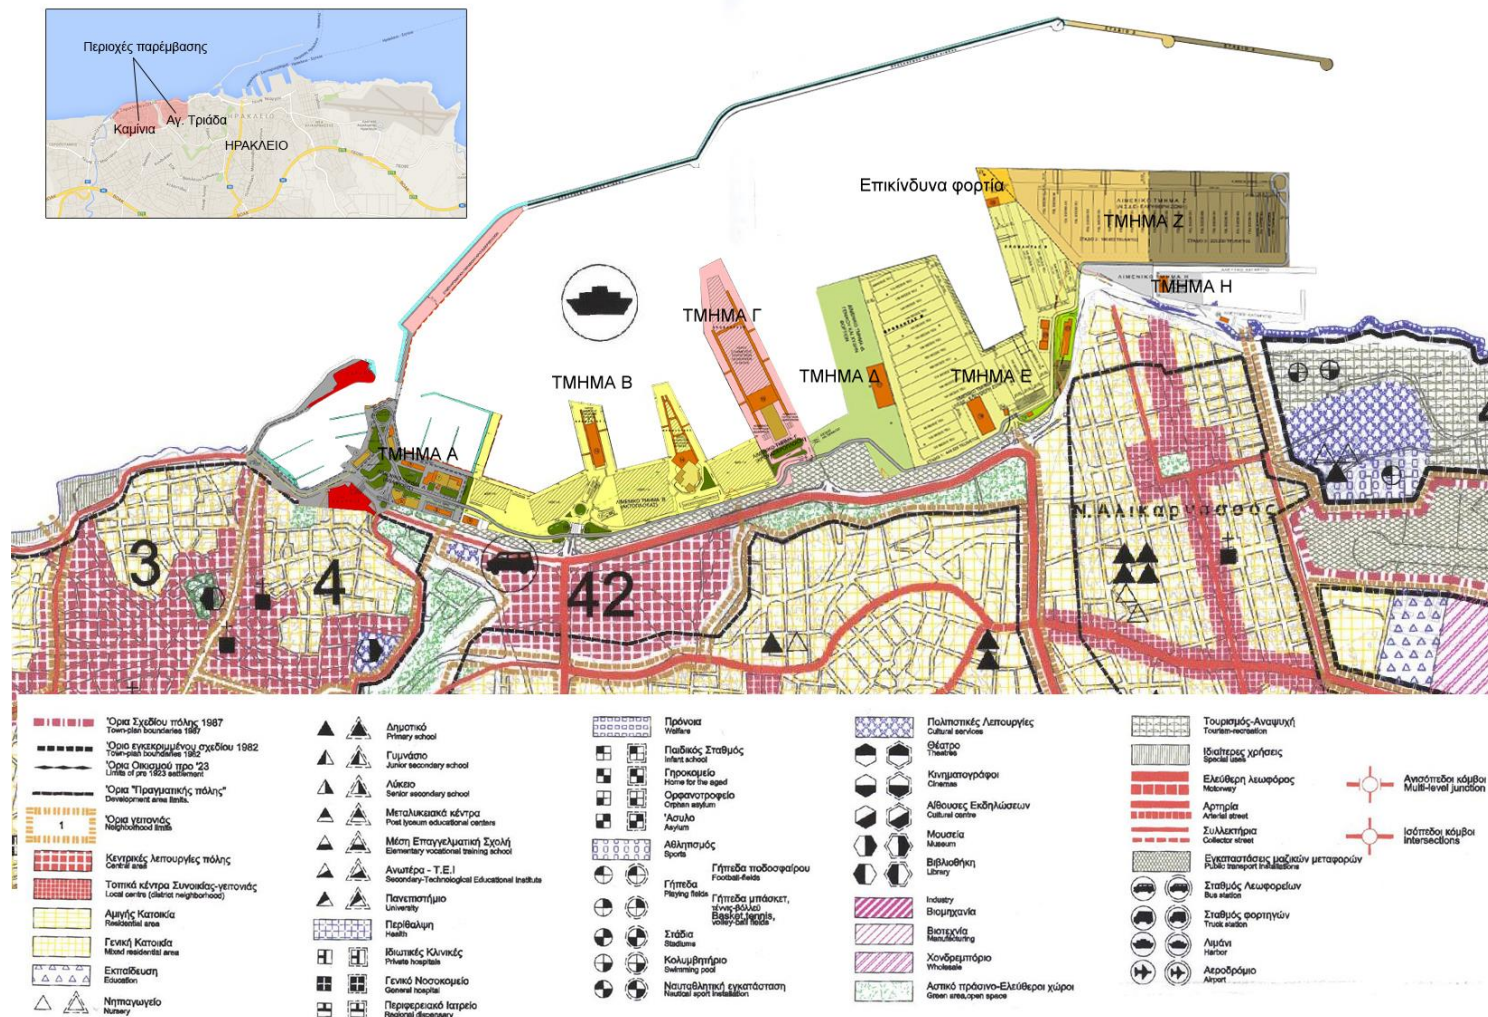 Περιοχές παρέμβασης
Καμίνια
Αγ. Τριάδα
ΗΡΑΚΛΕΙΟ
Επικίνδυνα φορτία
ΤΜΗΜΑ Ζ
ΤΜΗΜΑ Η
ΤΜΗΜΑ Γ
ΤΜΗΜΑ Β
ΤΜΗΜΑ Δ
ΤΜΗΜΑ Ε
ΤΜΗΜΑ Α
Ν. Αλικαρνασσός
3
4
42
Όρια Σχεδίου πόλης 1987
Town-plan boundaries 1987
Όρια εγκεκριμμένου σχεδίου 1982
Town-plan boundaries 1982
Όρια Οικισμού προ '23
Limits of pre 1923 settlement
Όρια "Πραγματικής πόλης"
Development area limits.
1
Όρια γειτονιάς
Neighborhood limits
Κεντρικές λειτουργίες πόλης
Central area
Τοπικά κέντρα Συνοικίας-γειτονιάς
Local centre (district neighborhood)
Αμιγής Κατοικία
Residential area
Γενική Κατοικία
Mixed residential area
Εκπαίδευση
Education
Νηπιαγωγείο
Nursery
Δημοτικό
Primary school
Γυμνάσιο
Junior secondary school
Λύκειο
Senior secondary school
Μεταλυκειακά κέντρα
Post lyceum educational centers
Μέση Επαγγελματική Σχολή
Elementary vocational training school
Ανωτέρα - Τ.Ε.Ι
Secondary-Technological Educational Institute
Πανεπιστήμιο
University
Περίθαλψη
Health
Ιδιωτικές Κλινικές
Private hospitals
Γενικό Νοσοκομείο
General hospital
Περιφερειακό Ιατρείο
Regional dispensary
Πρόνοια
Welfare
Παιδικός Σταθμός
Infant school
Γηροκομείο
Home for the aged
Ορφανοτροφείο
Orphan asylum
Άσυλο
Asylum
Αθλητισμός
Sports
Γήπεδα
Playing fields
Γήπεδα ποδοσφαίρου
Football-fields
Γήπεδα μπάσκετ,
τέννις-βόλλεϋ
Basket, tennis,
volley-ball fields
Στάδια
Stadiums
Κολυμβητήριο
Swimming pool
Ναυταθλητική εγκατάσταση
Nautical sport installation
Πολιτιστικές Λειτουργίες
Cultural services
Θέατρο
Theatres
Κινηματογράφοι
Cinemas
Αίθουσες Εκδηλώσεων
Cultural centre
Μουσεία
Museum
Βιβλιοθήκη
Library
Industry
Βιομηχανία
Βιοτεχνία
Manufacturing
Χονδρεμπόριο
Wholesale
Αστικό πράσινο-Ελεύθεροι χώροι
Green area,open space
Τουρισμός-Αναψυχή
Tourism-recreation
Ιδιαίτερες χρήσεις
Special uses
Ελεύθερη λεωφόρος
Motorway
Αρτηρία
Arterial street
Συλλεκτήρια
Collector street
Εγκαταστάσεις μαζικών μεταφορών
Public transport installations
Σταθμός Λεωφορείων
Bus station
Σταθμός φορτηγών
Truck station
Λιμάνι
Harbor
Αεροδρόμιο
Airport
Ανισόπεδοι κόμβοι
Multi-level junction
Ισόπεδοι κόμβοι
Intersections